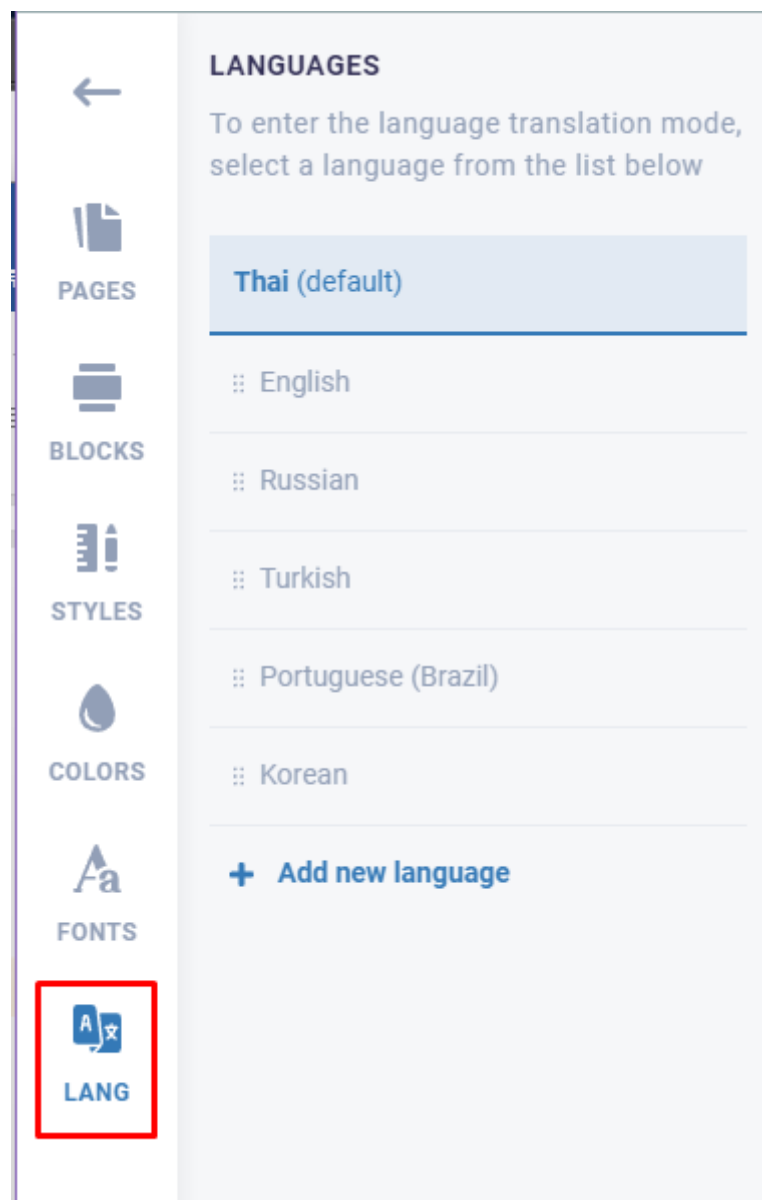 LANGUAGES
To enter the language translation mode,
select a language from the list below
PAGES
BLOCKS
STYLES
COLORS
FONTS
LANG
Thai (default)
English
Russian
Turkish
Portuguese (Brazil)
Korean
+ Add new language